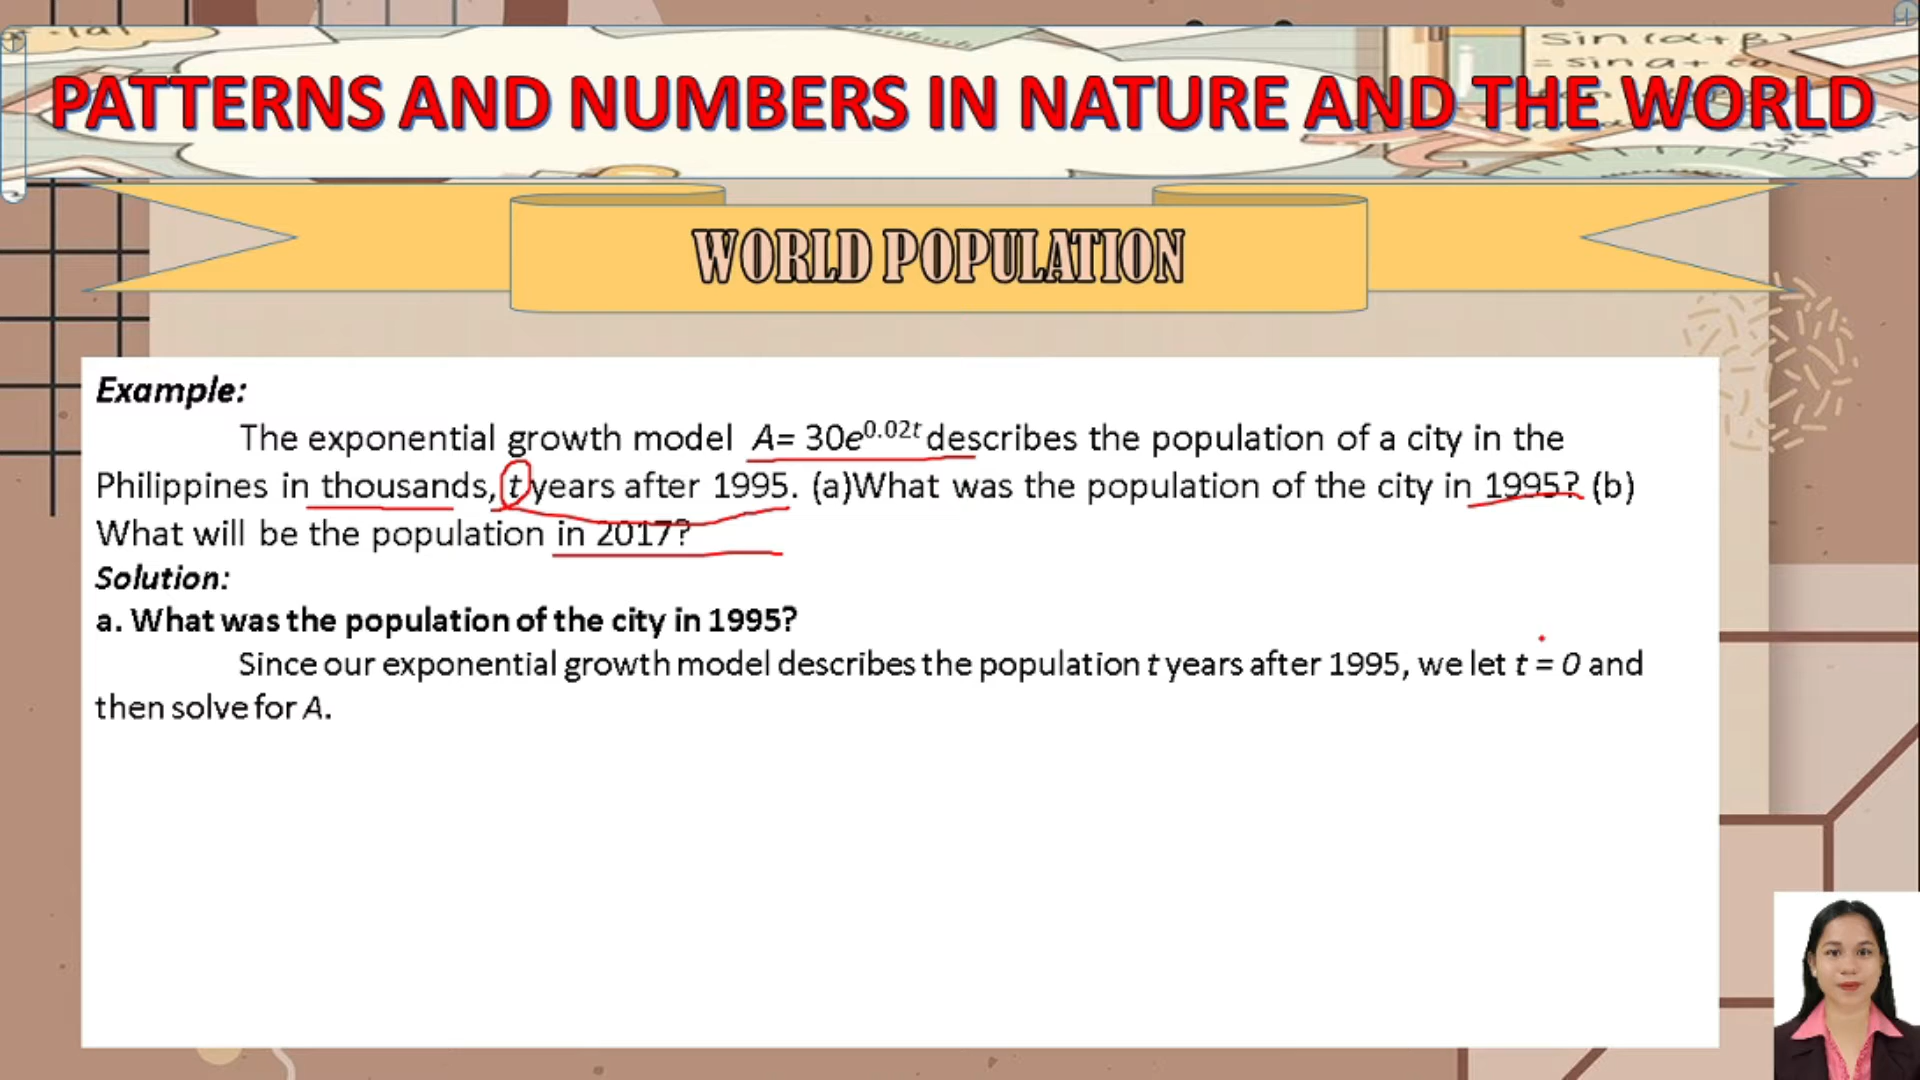 sin(α+β)
= sin α + co
PATTERNS AND NUMBERS IN NATURE AND THE WORLD
WORLD POPULATION
Example:
The exponential growth model A= 30e^0.02t describes the population of a city in the
Philippines in thousands, t years after 1995. (a)What was the population of the city in 1995? (b)
What will be the population in 2017?
Solution:
a. What was the population of the city in 1995?
Since our exponential growth model describes the population t years after 1995, we let t = 0 and
then solve for A.